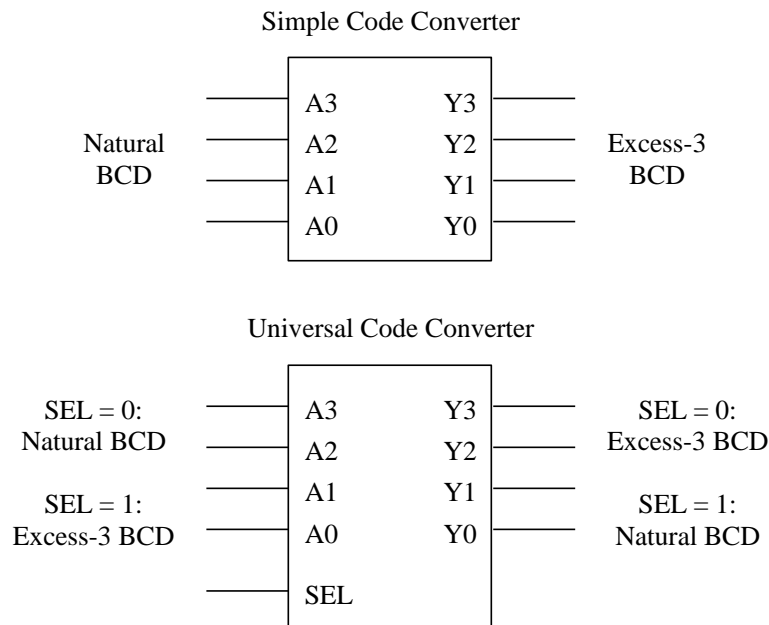 Simple Code Converter
Natural
BCD
A3
A2
A1
A0
Y3
Y2
Y1
Y0
Excess-3
BCD
Universal Code Converter
SEL = 0:
Natural BCD
SEL = 1:
Excess-3 BCD
A3
A2
A1
A0
SEL
Y3
Y2
Y1
Y0
SEL = 0:
Excess-3 BCD
SEL = 1:
Natural BCD